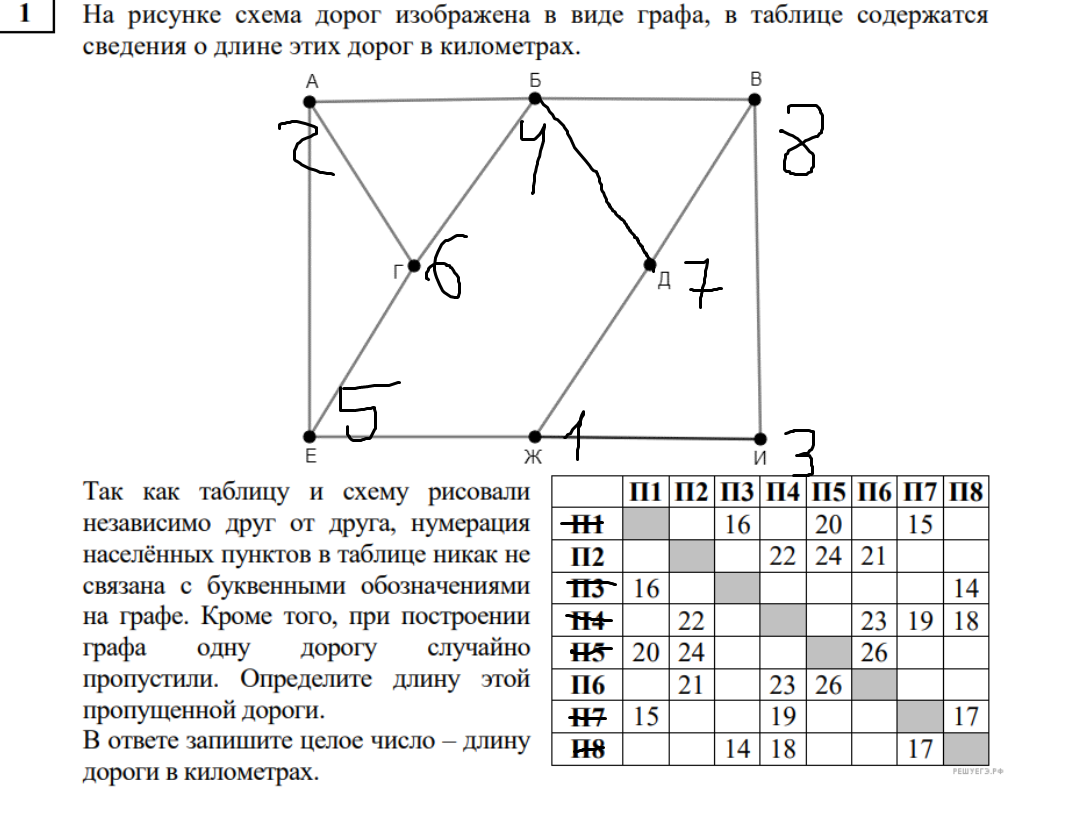 1
На рисунке схема дорог изображена в виде графа, в таблице содержатся
сведения о длине этих дорог в километрах.
А Б В
2 4 8
Г 6 Д 7
5 1 3
Е Ж И
Так как таблицу и схему рисовали
независимо друг от друга, нумерация
населённых пунктов в таблице никак не
связана с буквенными обозначениями
на графе. Кроме того, при построении
графа одну дорогу случайно
пропустили. Определите длину этой
пропущенной дороги.
В ответе запишите целое число – длину
дороги в километрах.
П1 П2 П3 П4 П5 П6 П7 П8
П1 16 20 15
П2 22 24 21
П3 16 14
П4 22 23 19 18
П5 20 24 26
П6 21 23 26
П7 15 19 17
П8 14 18 17
РЕШУЕГЭ.РФ